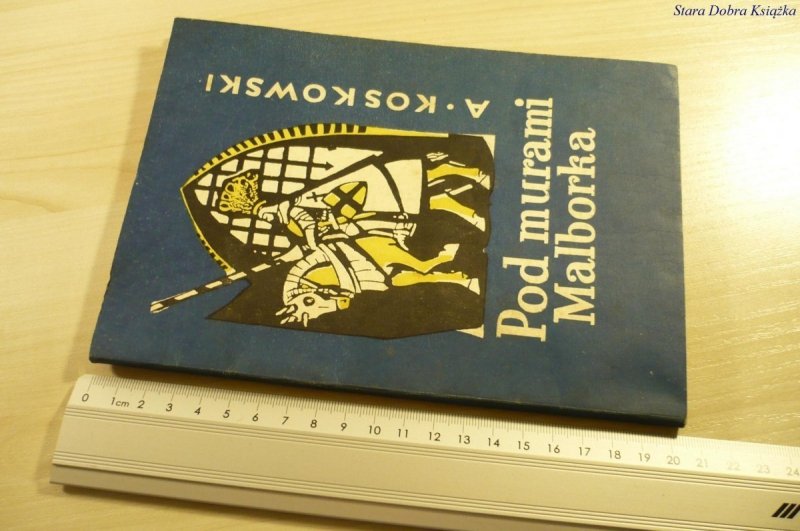 Stara Dobra Książka
A·KOSKOWSKI
Pod murami
Malborka
0 1cm 2 3 4 5 6 7 8 9 10 11 12 13 14 15 16 17 18 19 20 21 22 23 24